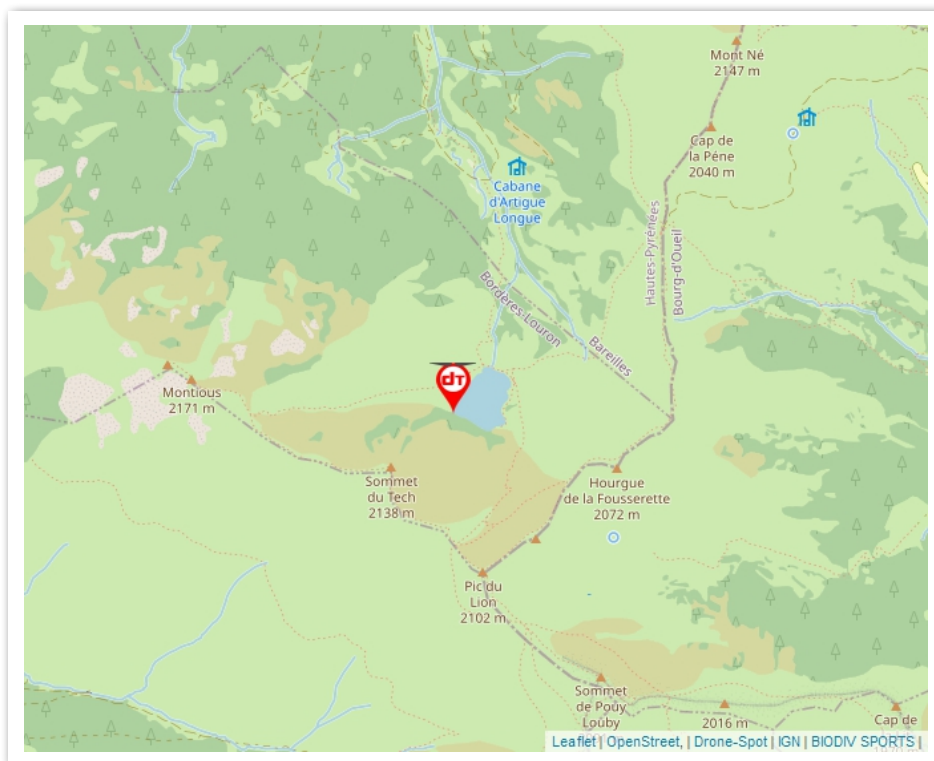 Mont Né
2147 m
Cap de
la Péne
2040 m
Cabane
d'Artigue
Longue
Hautes-Pyrénées
Bourg-d'Oueil
Bordères-Louron
Bareilles
dT
Montious
2171 m
Sommet
du Tech
2138 m
Hourgue
de la Fousserette
2072 m
Pic du
Lion
2102 m
Sommet
de Pouy
Louby
2016 m
Cap de
Leaflet | OpenStreet, | Drone-Spot | IGN | BIODIV SPORTS |